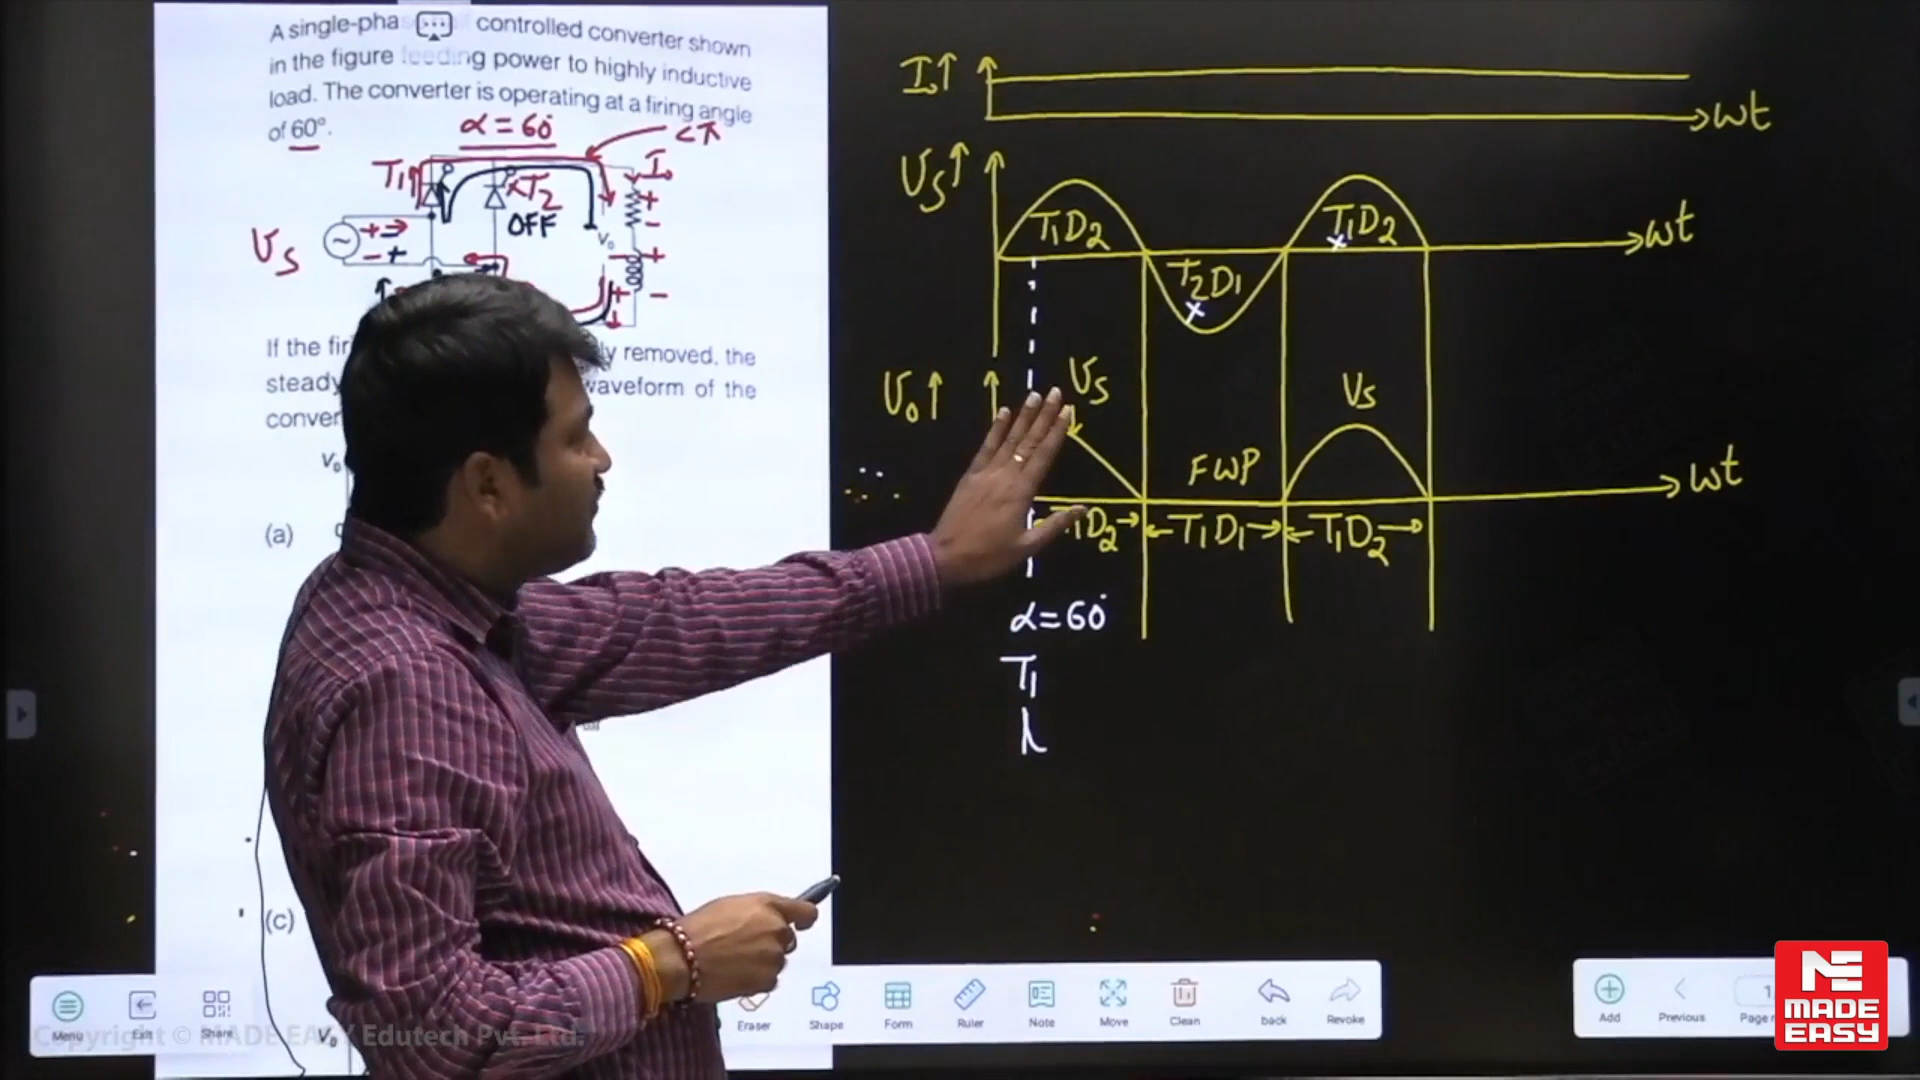 A single-pha controlled converter shown
in the figure feeding power to highly inductive
load. The converter is operating at a firing angle
of 60°.
α = 60°
T1
T2
I0
OFF
VS
+
-
V0
If the fir ly removed, the
steady waveform of the
conver
V0
(a)
(c)
V0
I0↑
ωt
VS↑
T1D2
T2D1
T1D2
ωt
V0↑
VS
FWP
VS
ωt
T1D2
T1D1
T1D2
α=60°
T1
Menu
Exit
Share
Eraser
Shape
Form
Ruler
Note
Move
Clean
back
Revoke
Add
Previous
Page
MADE
EASY
Copyright © MADE EASY Edutech Pvt. Ltd.